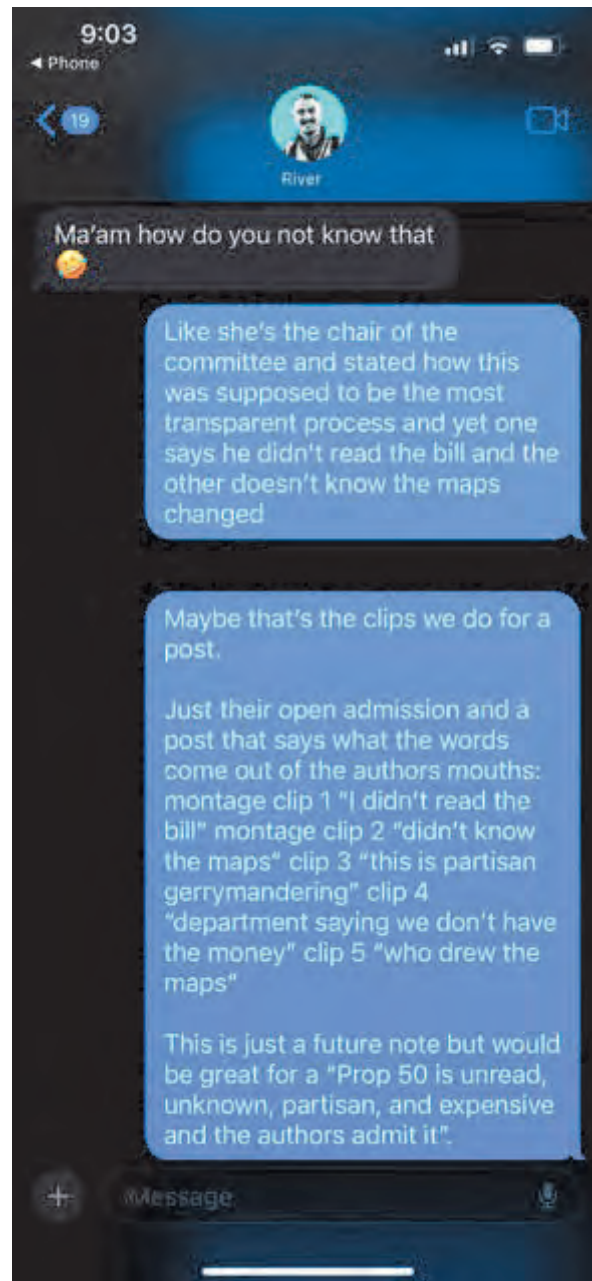 9:03
◀ Phone
19
River
Ma'am how do you not know that
🤣
Like she's the chair of the
committee and stated how this
was supposed to be the most
transparent process and yet one
says he didn't read the bill and the
other doesn't know the maps
changed
Maybe that's the clips we do for a
post.
Just their open admission and a
post that says what the words
come out of the authors mouths:
montage clip 1 "I didn't read the
bill" montage clip 2 "didn't know
the maps" clip 3 "this is partisan
gerrymandering" clip 4
"department saying we don't have
the money" clip 5 "who drew the
maps"
This is just a future note but would
be great for a "Prop 50 is unread,
unknown, partisan, and expensive
and the authors admit it".
Message